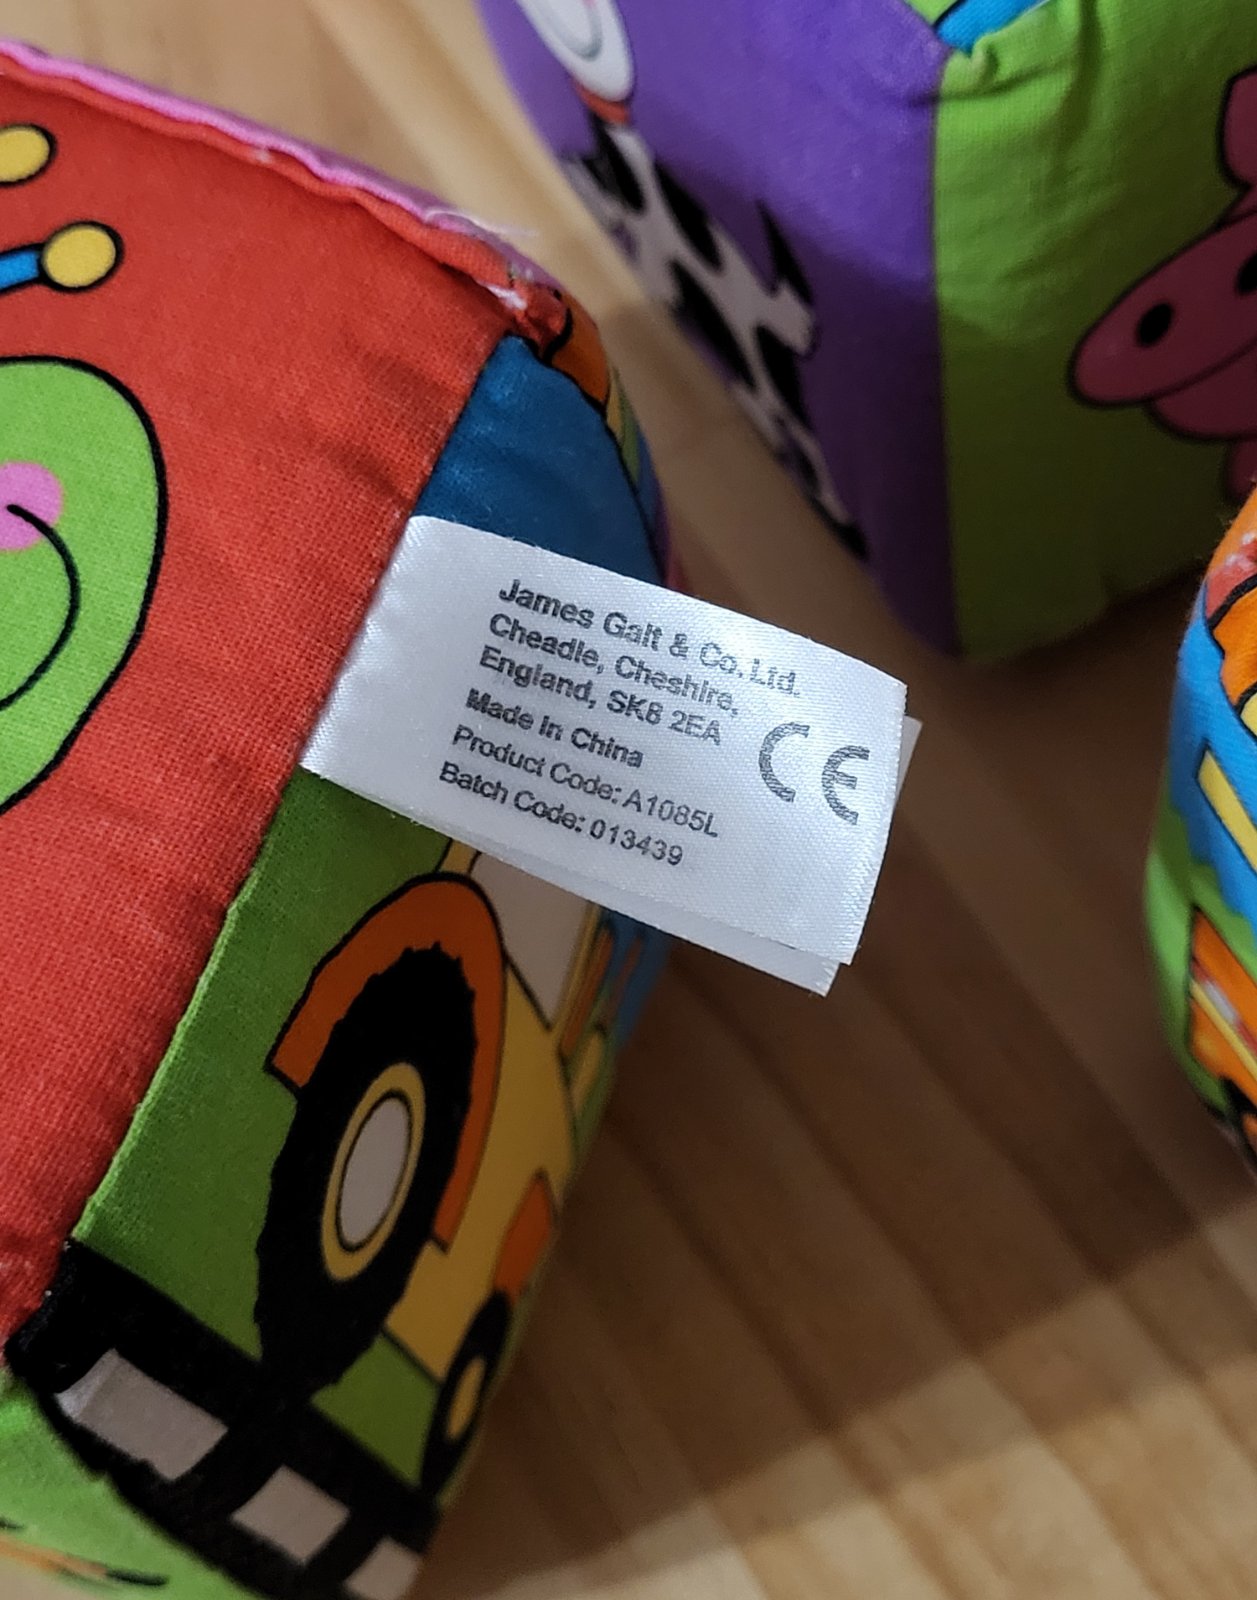 James Galt & Co. Ltd.
Cheadle, Cheshire,
England, SK8 2EA
Made in China
Product Code: A1085L
Batch Code: 013439
CE